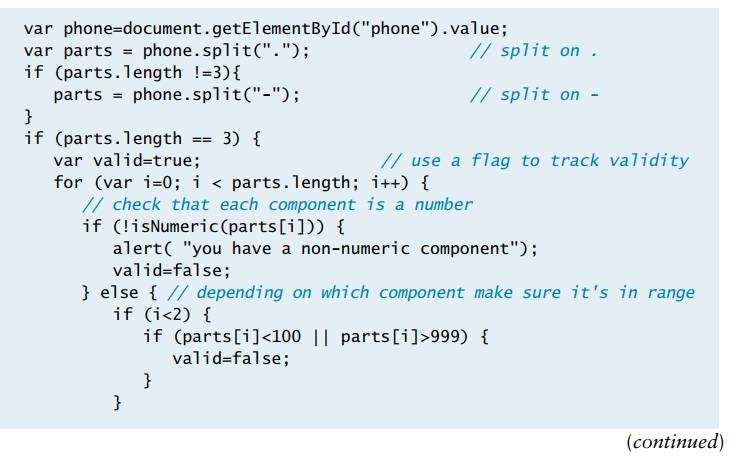 var phone=document.getElementById("phone").value;
var parts = phone.split(".");                // split on .
if (parts.length !=3){
   parts = phone.split("-");                 // split on -
}
if (parts.length == 3) {
   var valid=true;                  // use a flag to track validity
   for (var i=0; i < parts.length; i++) {
      // check that each component is a number
      if (!isNumeric(parts[i])) {
         alert( "you have a non-numeric component");
         valid=false;
      } else { // depending on which component make sure it's in range
         if (i<2) {
            if (parts[i]<100 || parts[i]>999) {
               valid=false;
            }
         }
(continued)